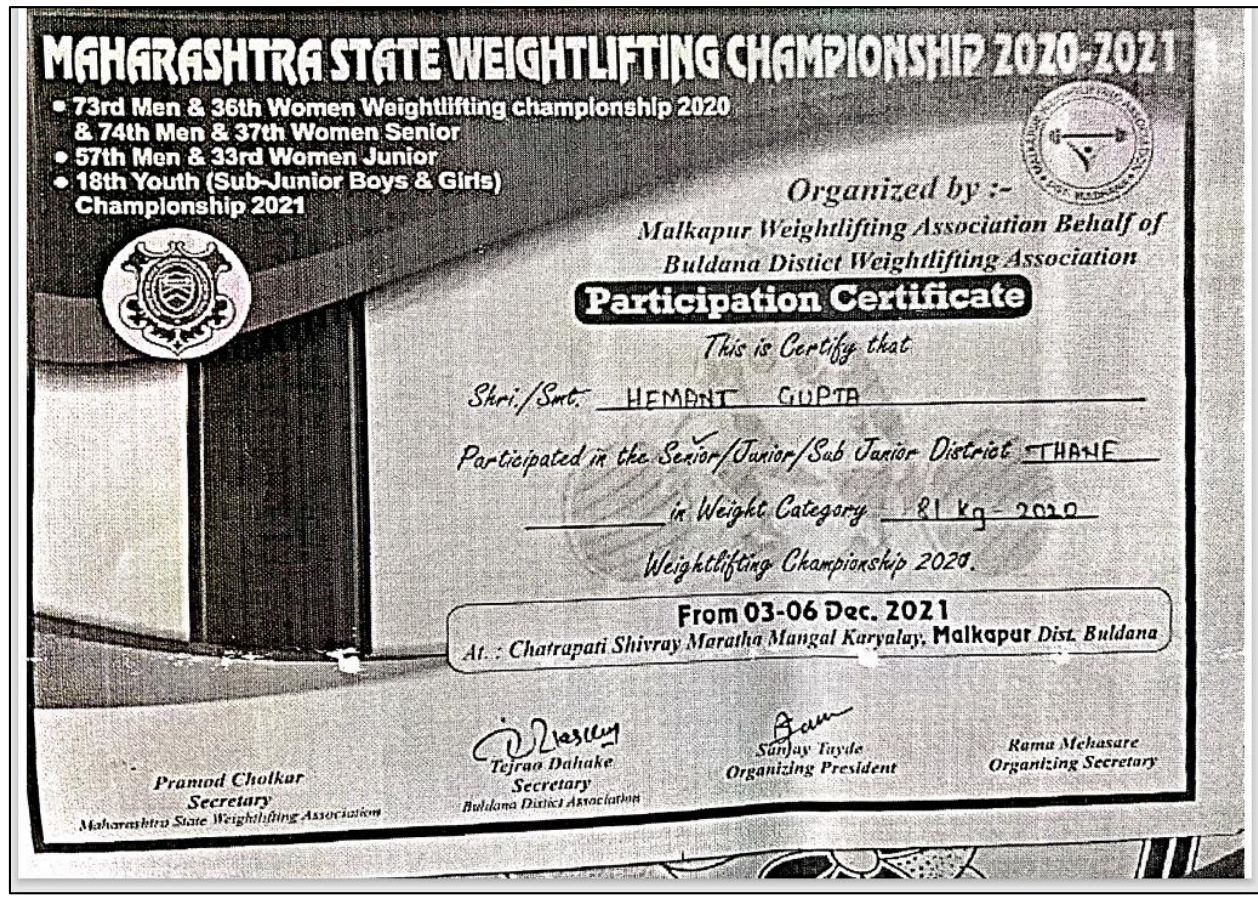 MAHARASHTRA STATE WEIGHTLIFTING CHAMPIONSHIP 2020-2021
• 73rd Men & 36th Women Weightlifting championship 2020
& 74th Men & 37th Women Senior
• 57th Men & 33rd Women Junior
• 18th Youth (Sub-Junior Boys & Girls)
Championship 2021
Organized by :-
Malkapur Weightlifting Association Behalf of
Buldana Distict Weightlifting Association
Participation Certificate
This is Certify that
Shri./Smt. HEMANT GUPTA
Participated in the Senior/Junior/Sub Junior District THANE
in Weight Category 81 kg - 2020
Weightlifting Championship 2020.
From 03-06 Dec. 2021
At..: Chatrapati Shivray Maratha Mangal Karyalay, Malkapur Dist. Buldana
Pramod Cholkar
Secretary
Maharashtra State Weightlifting Association
Tejrao Dahake
Secretary
Buldana Distict Association
Sanjay Tayde
Organizing President
Rama Mehasare
Organizing Secretary